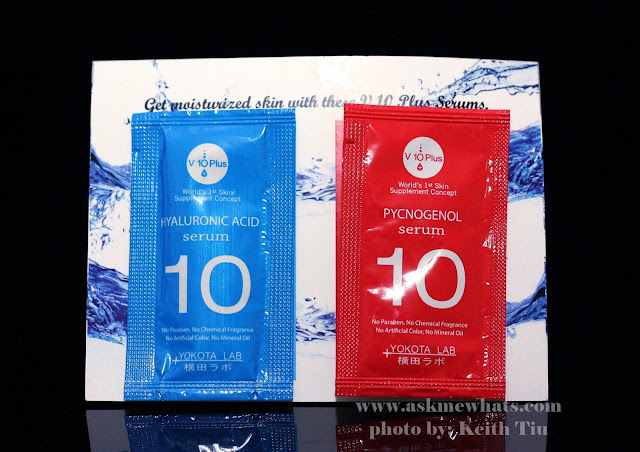 Get moisturized skin with these V 10 Plus Serums.
V 10 Plus
World's 1st Skin
Supplement Concept
HYALURONIC ACID
serum
10
No Paraben, No Chemical Fragrance
No Artificial Color, No Mineral Oil
+YOKOTA LAB
横田ラボ
V 10 Plus
World's 1st Skin
Supplement Concept
PYCNOGENOL
serum
10
No Paraben, No Chemical Fragrance
No Artificial Color, No Mineral Oil
+YOKOTA LAB
横田ラボ
www.askmewhats.com
photo by: Keith Tiu